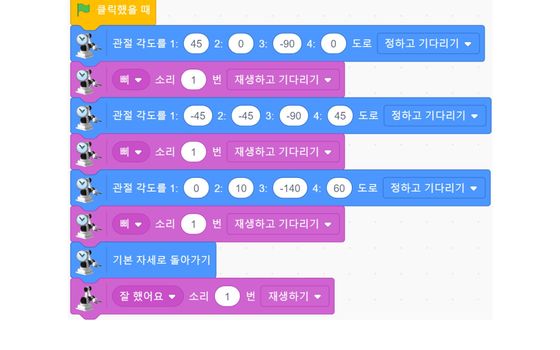 클릭했을 때
관절 각도를 1: 45 2: 0 3: -90 4: 0 도로 정하고 기다리기
삐 소리 1 번 재생하고 기다리기
관절 각도를 1: -45 2: -45 3: -90 4: 45 도로 정하고 기다리기
삐 소리 1 번 재생하고 기다리기
관절 각도를 1: 0 2: 10 3: -140 4: 60 도로 정하고 기다리기
삐 소리 1 번 재생하고 기다리기
기본 자세로 돌아가기
잘 했어요 소리 1 번 재생하기